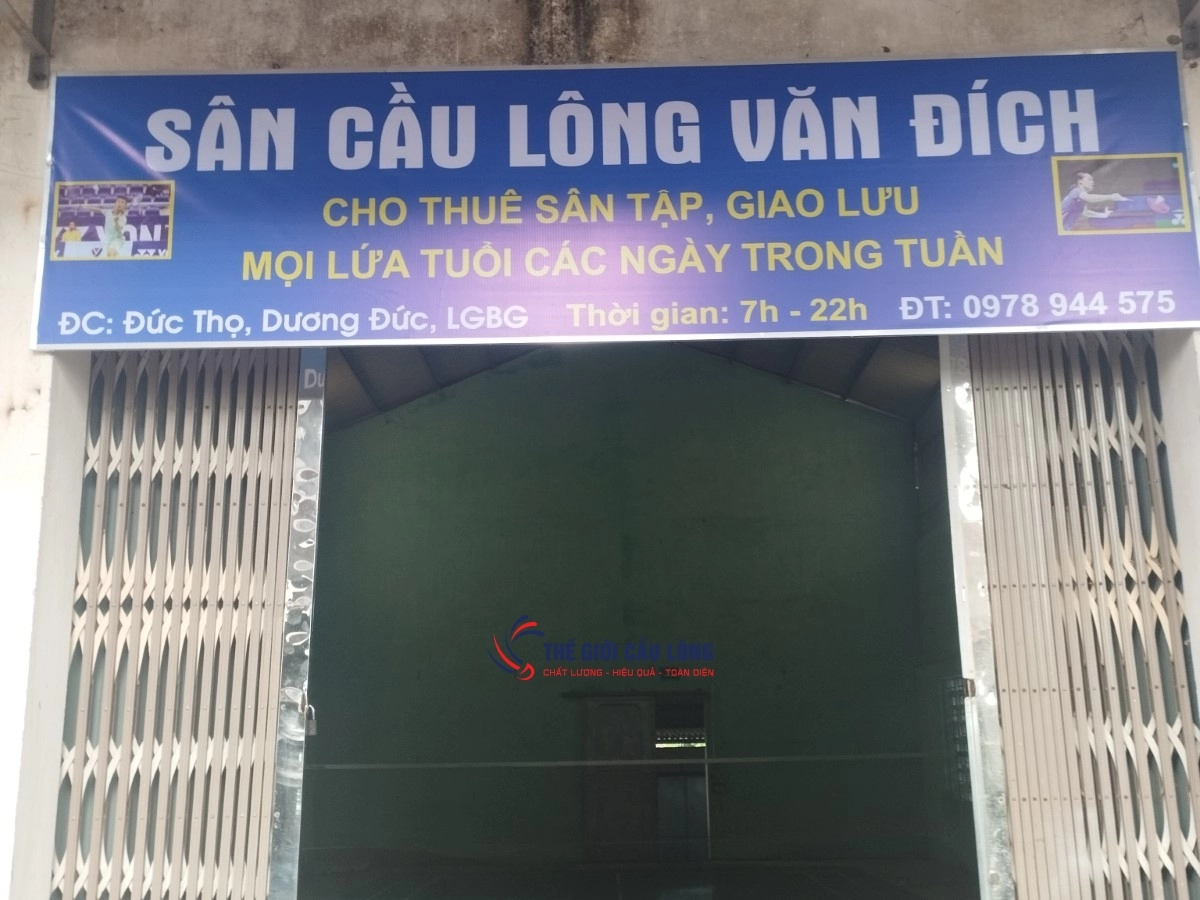 SÂN CẦU LÔNG VĂN ĐÍCH
CHO THUÊ SÂN TẬP, GIAO LƯU
MỌI LỨA TUỔI CÁC NGÀY TRONG TUẦN
ĐC: Đức Thọ, Dương Đức, LGBG Thời gian: 7h - 22h ĐT: 0978 944 575
THẾ GIỚI CẦU LÔNG
CHẤT LƯỢNG - HIỆU QUẢ - TOÀN DIỆN